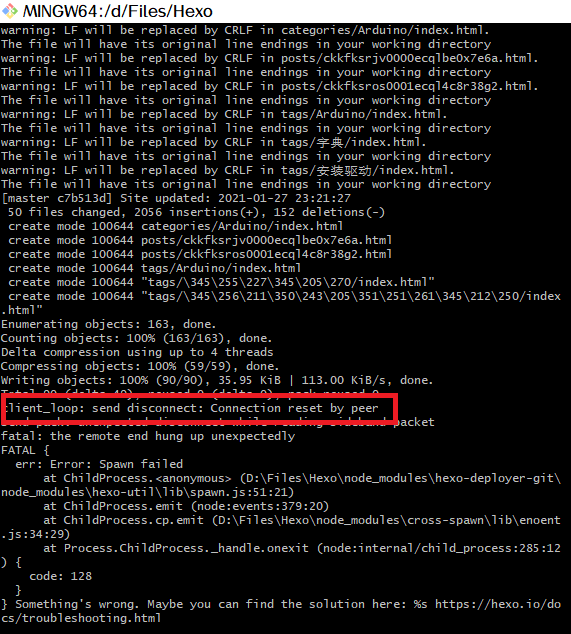 MINGW64:/d/Files/Hexo
warning: LF will be replaced by CRLF in categories/Arduino/index.html.
The file will have its original line endings in your working directory
warning: LF will be replaced by CRLF in posts/ckkfksrjv0000ecqlbe0x7e6a.html.
The file will have its original line endings in your working directory
warning: LF will be replaced by CRLF in posts/ckkfksros0001ecql4c8r38g2.html.
The file will have its original line endings in your working directory
warning: LF will be replaced by CRLF in tags/Arduino/index.html.
The file will have its original line endings in your working directory
warning: LF will be replaced by CRLF in tags/字典/index.html.
The file will have its original line endings in your working directory
warning: LF will be replaced by CRLF in tags/安装驱动/index.html.
The file will have its original line endings in your working directory
[master c7b513d] Site updated: 2021-01-27 23:21:27
50 files changed, 2056 insertions(+), 152 deletions(-)
create mode 100644 categories/Arduino/index.html
create mode 100644 posts/ckkfksrjv0000ecqlbe0x7e6a.html
create mode 100644 posts/ckkfksros0001ecql4c8r38g2.html
create mode 100644 tags/Arduino/index.html
create mode 100644 "tags/\345\255\227\345\205\270/index.html"
create mode 100644 "tags/\345\256\211\350\243\205\351\251\261\345\212\250/index
.html"
Enumerating objects: 163, done.
Counting objects: 100% (163/163), done.
Delta compression using up to 4 threads
Compressing objects: 100% (59/59), done.
Writing objects: 100% (90/90), 35.95 KiB | 113.00 KiB/s, done.
client_loop: send disconnect: Connection reset by peer
packet
fatal: the remote end hung up unexpectedly
FATAL {
err: Error: Spawn failed
at ChildProcess.<anonymous> (D:\Files\Hexo\node_modules\hexo-deployer-git\
node_modules\hexo-util\lib\spawn.js:51:21)
at ChildProcess.emit (node:events:379:20)
at ChildProcess.cp.emit (D:\Files\Hexo\node_modules\cross-spawn\lib\enoent
.js:34:29)
at Process.ChildProcess._handle.onexit (node:internal/child_process:285:12
) {
code: 128
}
} Something's wrong. Maybe you can find the solution here: %s https://hexo.io/do
cs/troubleshooting.html